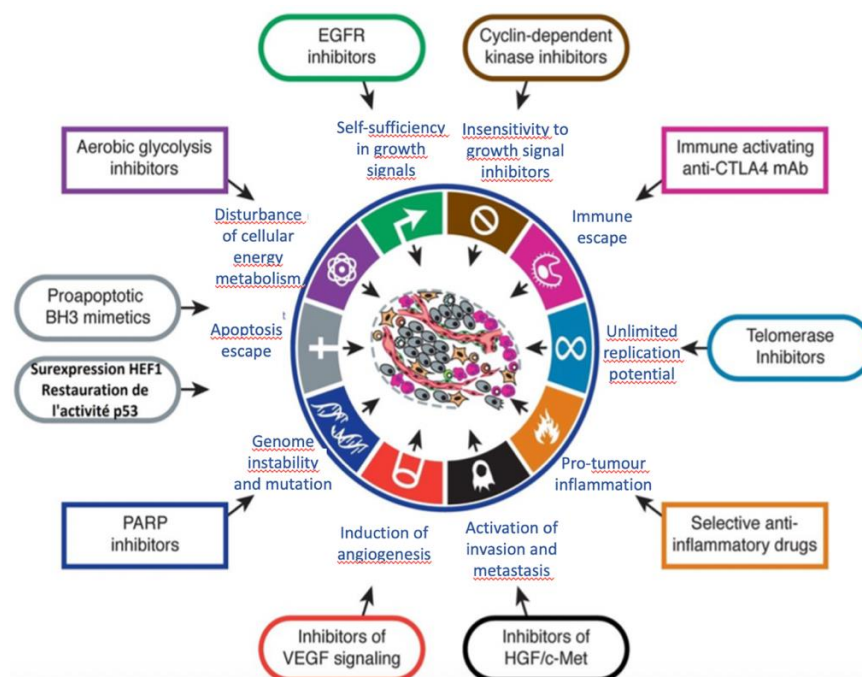 EGFR
inhibitors
Cyclin-dependent
kinase inhibitors
Aerobic glycolysis
inhibitors
Self-sufficiency
in growth
signals
Insensitivity to
growth signal
inhibitors
Immune activating
anti-CTLA4 mAb
Disturbance
of cellular
energy
metabolism
Immune
escape
Proapoptotic
BH3 mimetics
Apoptosis
escape
Unlimited
replication
potential
Telomerase
Inhibitors
Surexpression HEF1
Restauration de
l'activité p53
Genome
instability
and mutation
Pro-tumour
inflammation
PARP
inhibitors
Induction of
angiogenesis
Activation of
invasion and
metastasis
Selective anti-
inflammatory drugs
Inhibitors of
VEGF signaling
Inhibitors of
HGF/c-Met